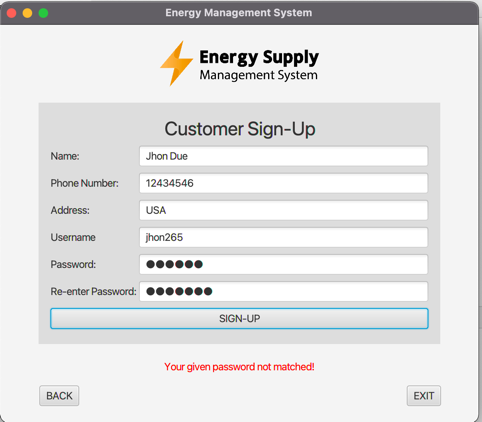 Energy Management System
Energy Supply
Management System
Customer Sign-Up
Name: Jhon Due
Phone Number: 12434546
Address: USA
Username jhon265
Password: ●●●●●●
Re-enter Password: ●●●●●●●
SIGN-UP
Your given password not matched!
BACK EXIT